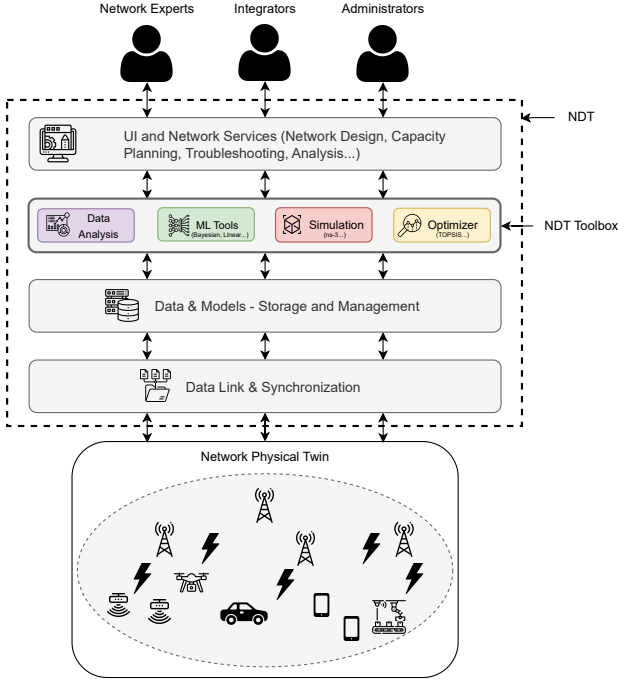 Network Experts
Integrators
Administrators
NDT
UI and Network Services (Network Design, Capacity
Planning, Troubleshooting, Analysis...)
Data
Analysis
ML Tools
(Bayesian, Linear...)
Simulation
(ns-3...)
Optimizer
(TOPSIS...)
NDT Toolbox
Data & Models - Storage and Management
Data Link & Synchronization
Network Physical Twin